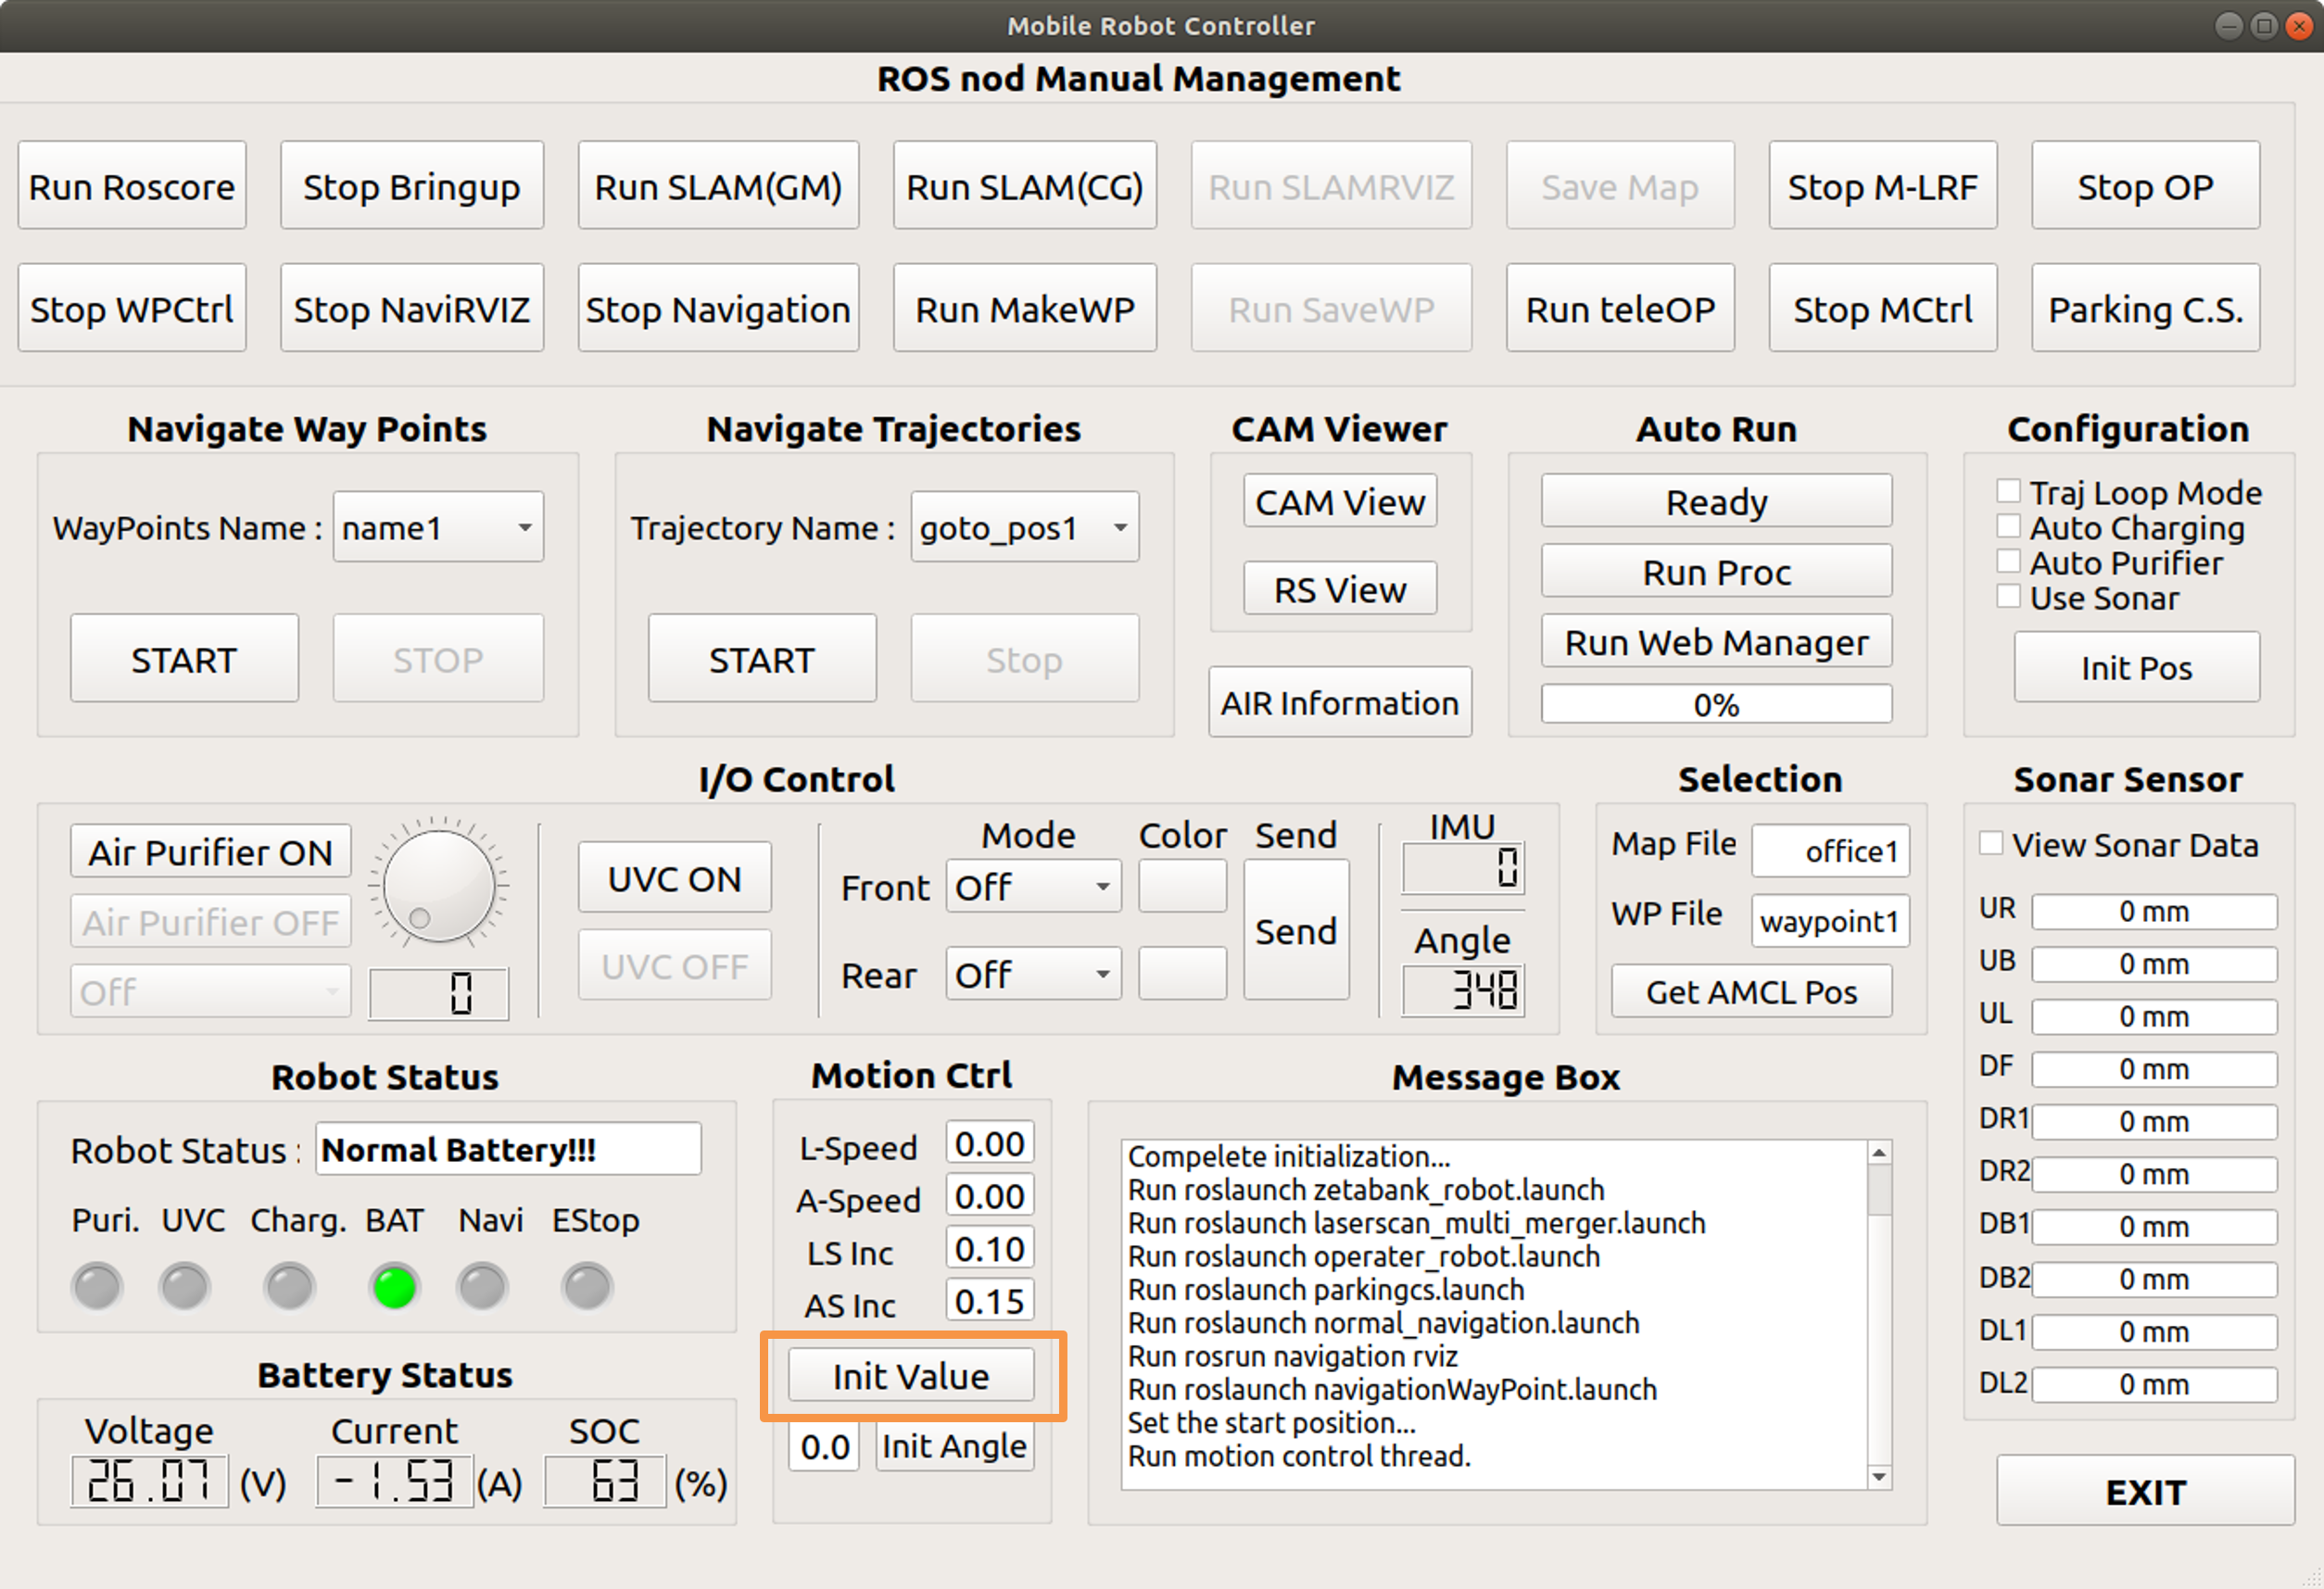 Mobile Robot Controller
ROS nod Manual Management
Run Roscore Stop Bringup Run SLAM(GM) Run SLAM(CG) Run SLAMRVIZ Save Map Stop M-LRF Stop OP
Stop WPCtrl Stop NaviRVIZ Stop Navigation Run MakeWP Run SaveWP Run teleOP Stop MCtrl Parking C.S.
Navigate Way Points
WayPoints Name : name1
START STOP
Navigate Trajectories
Trajectory Name : goto_pos1
START Stop
CAM Viewer
CAM View
RS View
AIR Information
Auto Run
Ready
Run Proc
Run Web Manager
0%
Configuration
Traj Loop Mode
Auto Charging
Auto Purifier
Use Sonar
Init Pos
I/O Control
Air Purifier ON
Air Purifier OFF
Off
0
UVC ON
UVC OFF
Mode Color Send
Front Off
Send
Rear Off
IMU
0
Angle
348
Selection
Map File office1
WP File waypoint1
Get AMCL Pos
Sonar Sensor
View Sonar Data
UR 0 mm
UB 0 mm
UL 0 mm
DF 0 mm
DR1 0 mm
DR2 0 mm
DB1 0 mm
DB2 0 mm
DL1 0 mm
DL2 0 mm
Robot Status
Robot Status : Normal Battery!!!
Puri. UVC Charg. BAT Navi EStop
Battery Status
Voltage Current SOC
26.07 (V) -1.53 (A) 63 (%)
Motion Ctrl
L-Speed 0.00
A-Speed 0.00
LS Inc 0.10
AS Inc 0.15
Init Value
0.0 Init Angle
Message Box
Compelete initialization...
Run roslaunch zetabank_robot.launch
Run roslaunch laserscan_multi_merger.launch
Run roslaunch operater_robot.launch
Run roslaunch parkingcs.launch
Run roslaunch normal_navigation.launch
Run rosrun navigation rviz
Run roslaunch navigationWayPoint.launch
Set the start position...
Run motion control thread.
EXIT